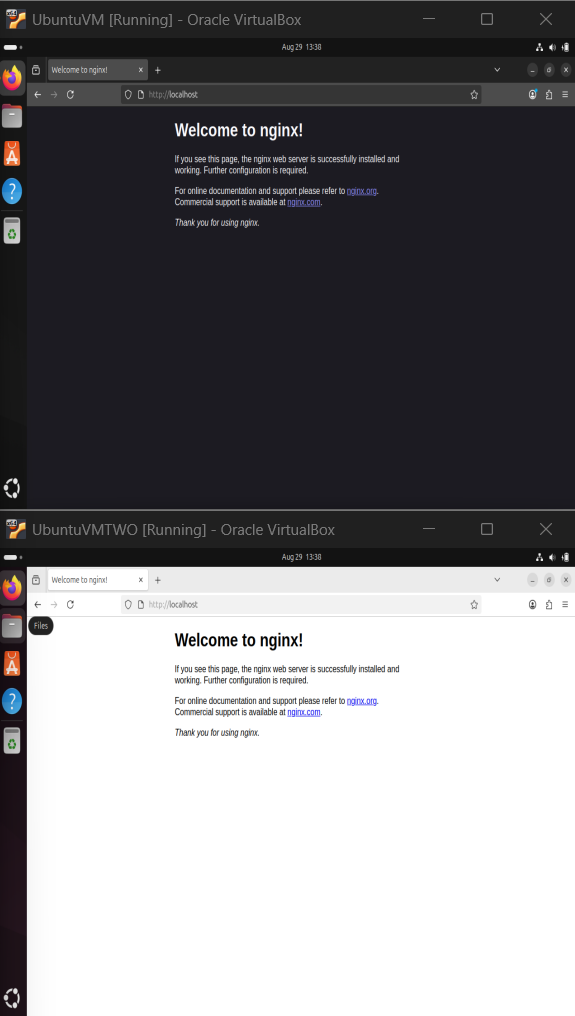 UbuntuVM [Running] - Oracle VirtualBox
Aug 29 13:38
Welcome to nginx!
http://localhost
Welcome to nginx!
If you see this page, the nginx web server is successfully installed and
working. Further configuration is required.
For online documentation and support please refer to nginx.org.
Commercial support is available at nginx.com.
Thank you for using nginx.
UbuntuVMTWO [Running] - Oracle VirtualBox
Aug 29 13:38
Welcome to nginx!
http://localhost
Files
Welcome to nginx!
If you see this page, the nginx web server is successfully installed and
working. Further configuration is required.
For online documentation and support please refer to nginx.org.
Commercial support is available at nginx.com.
Thank you for using nginx.